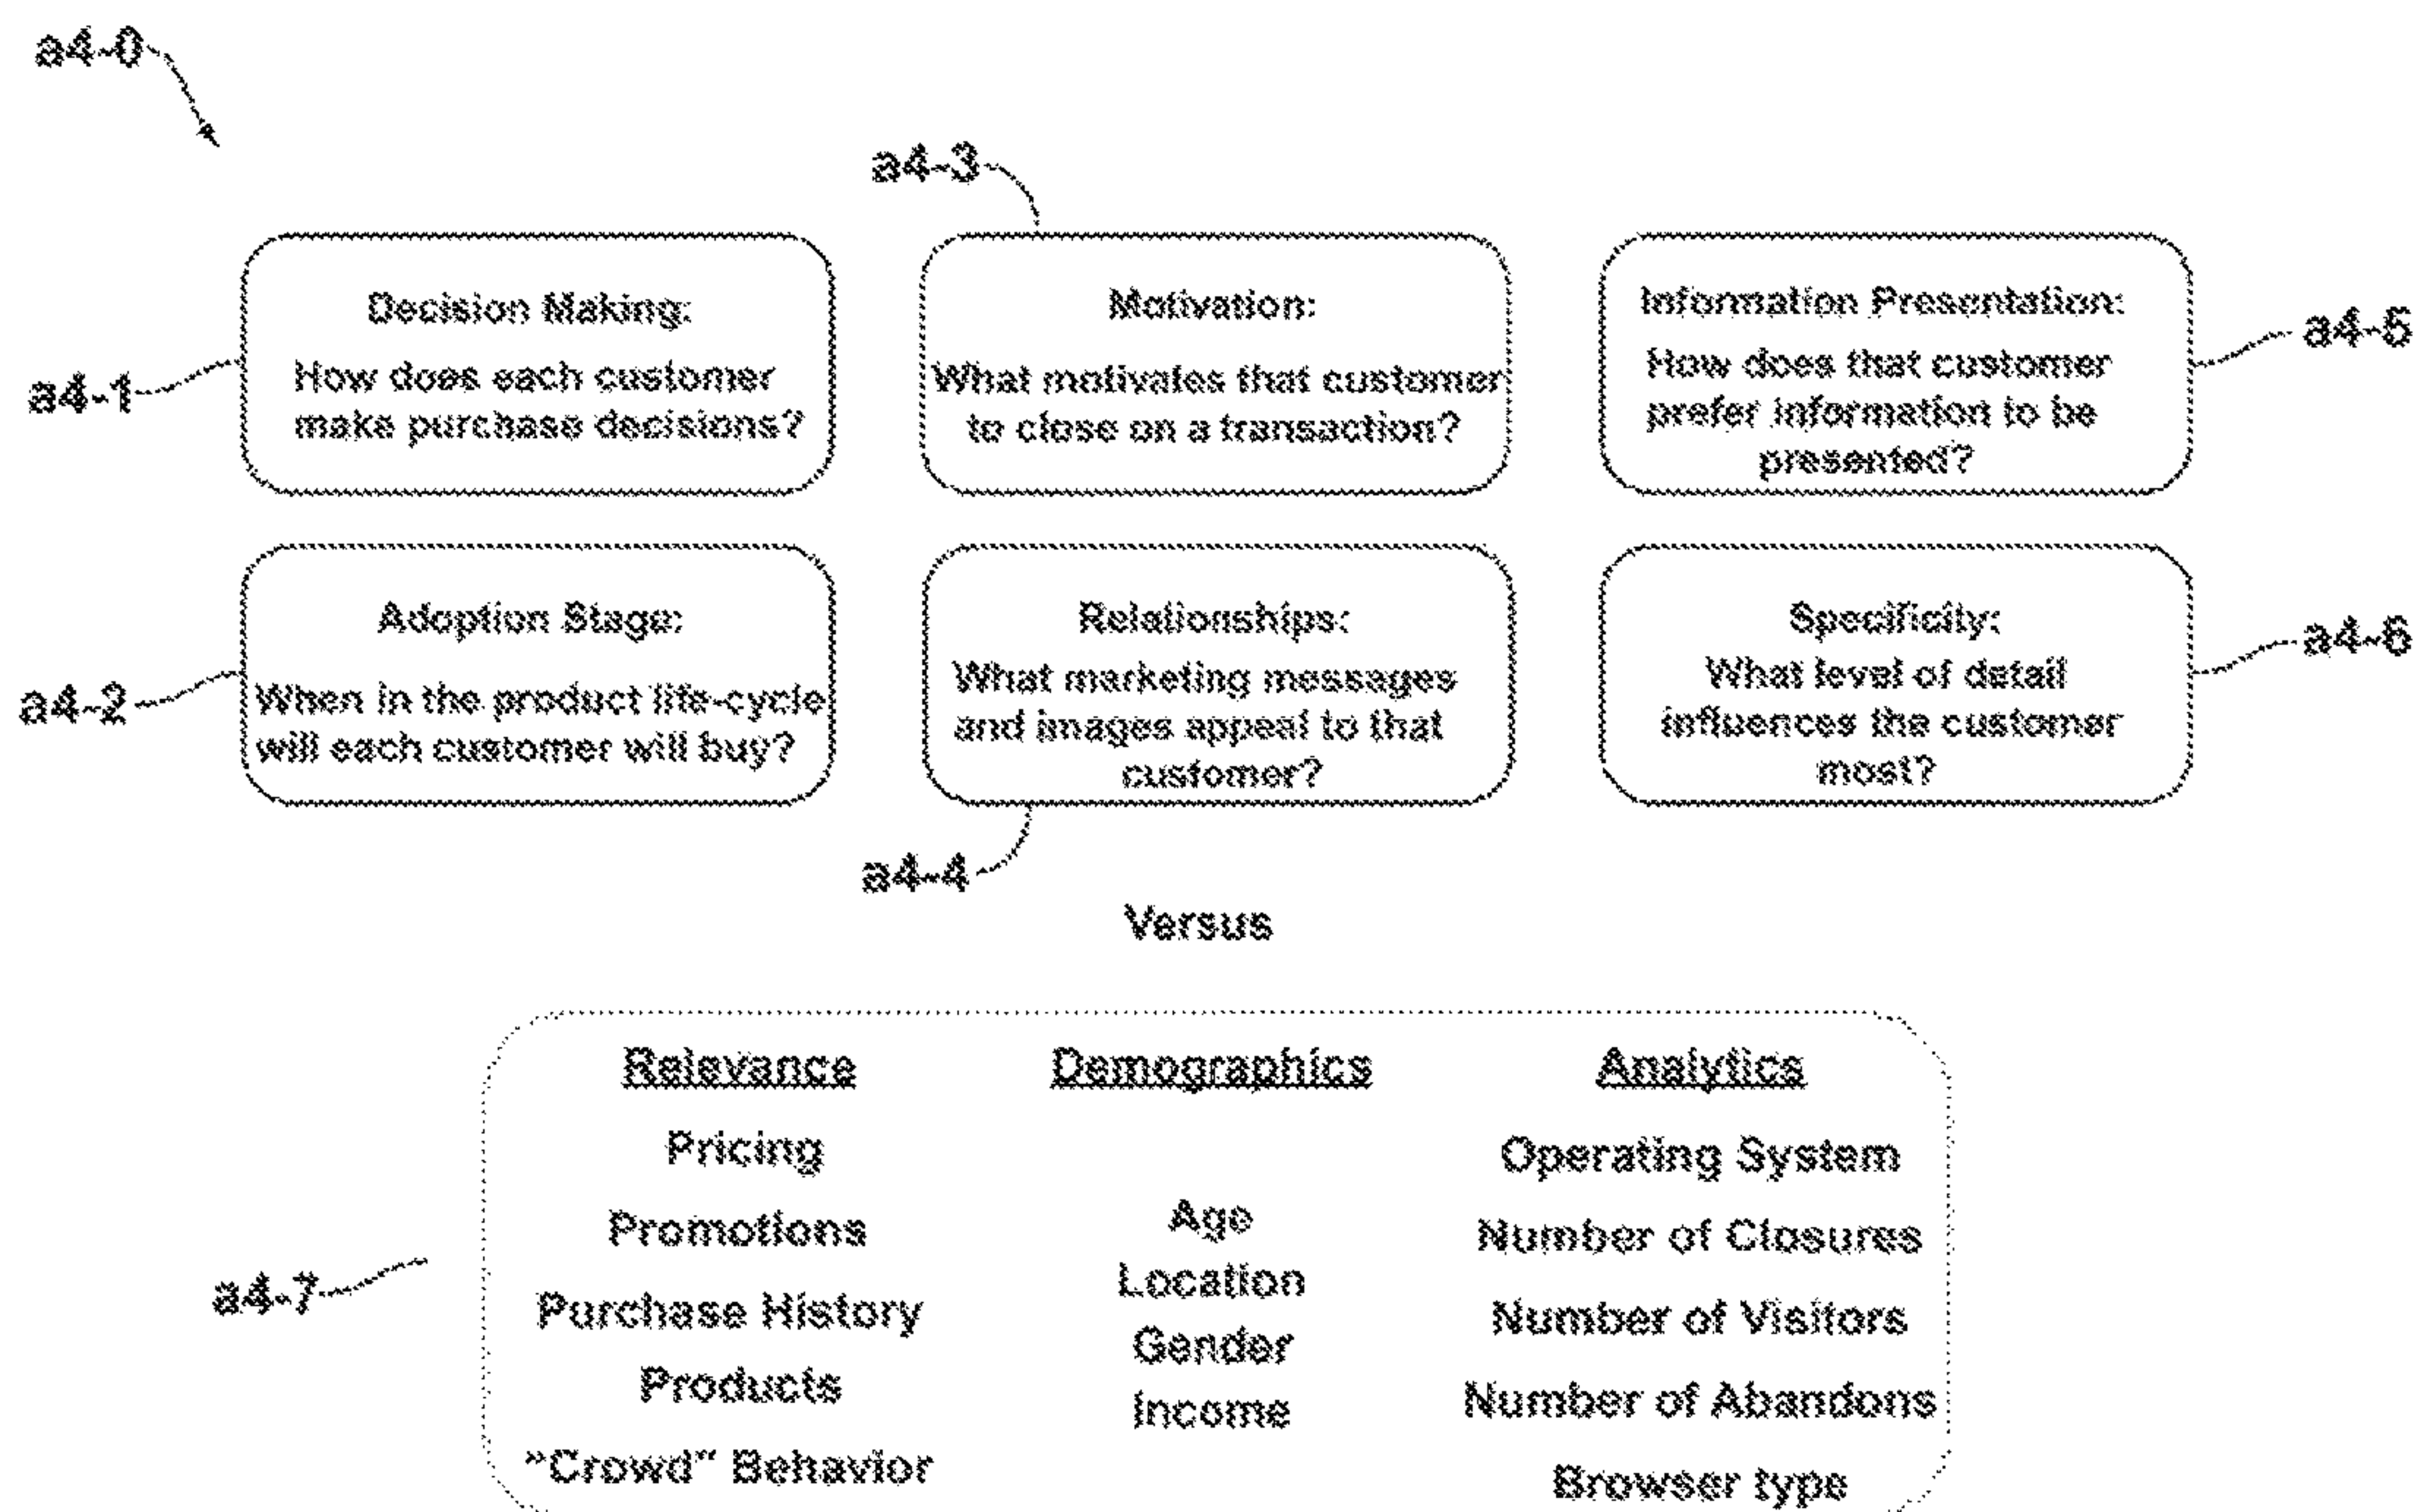 a4-0
a4-3
Decision Making:
How does each customer
make purchase decisions?
a4-1
Motivation:
What motivates that customer
to close on a transaction?
Information Presentation:
How does that customer
prefer information to be
presented?
a4-5
Adoption Stage:
When in the product life-cycle
will each customer will buy?
a4-2
Relationships:
What marketing messages
and images appeal to that
customer?
a4-4
Specificity:
What level of detail
influences the customer
most?
a4-6
Versus
a4-7
Relevance
Pricing
Promotions
Purchase History
Products
"Crowd" Behavior
Demographics
Age
Location
Gender
Income
Analytics
Operating System
Number of Closures
Number of Visitors
Number of Abandons
Browser type